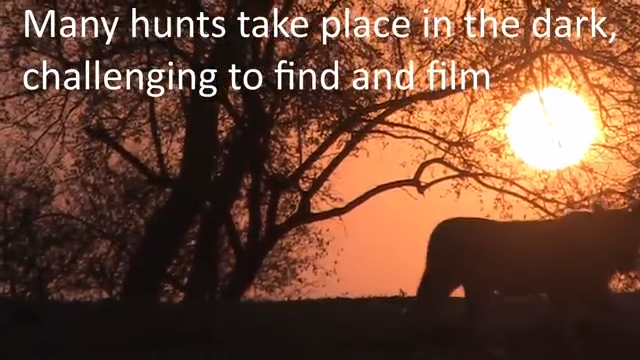 Many hunts take place in the dark,
challenging to find and film